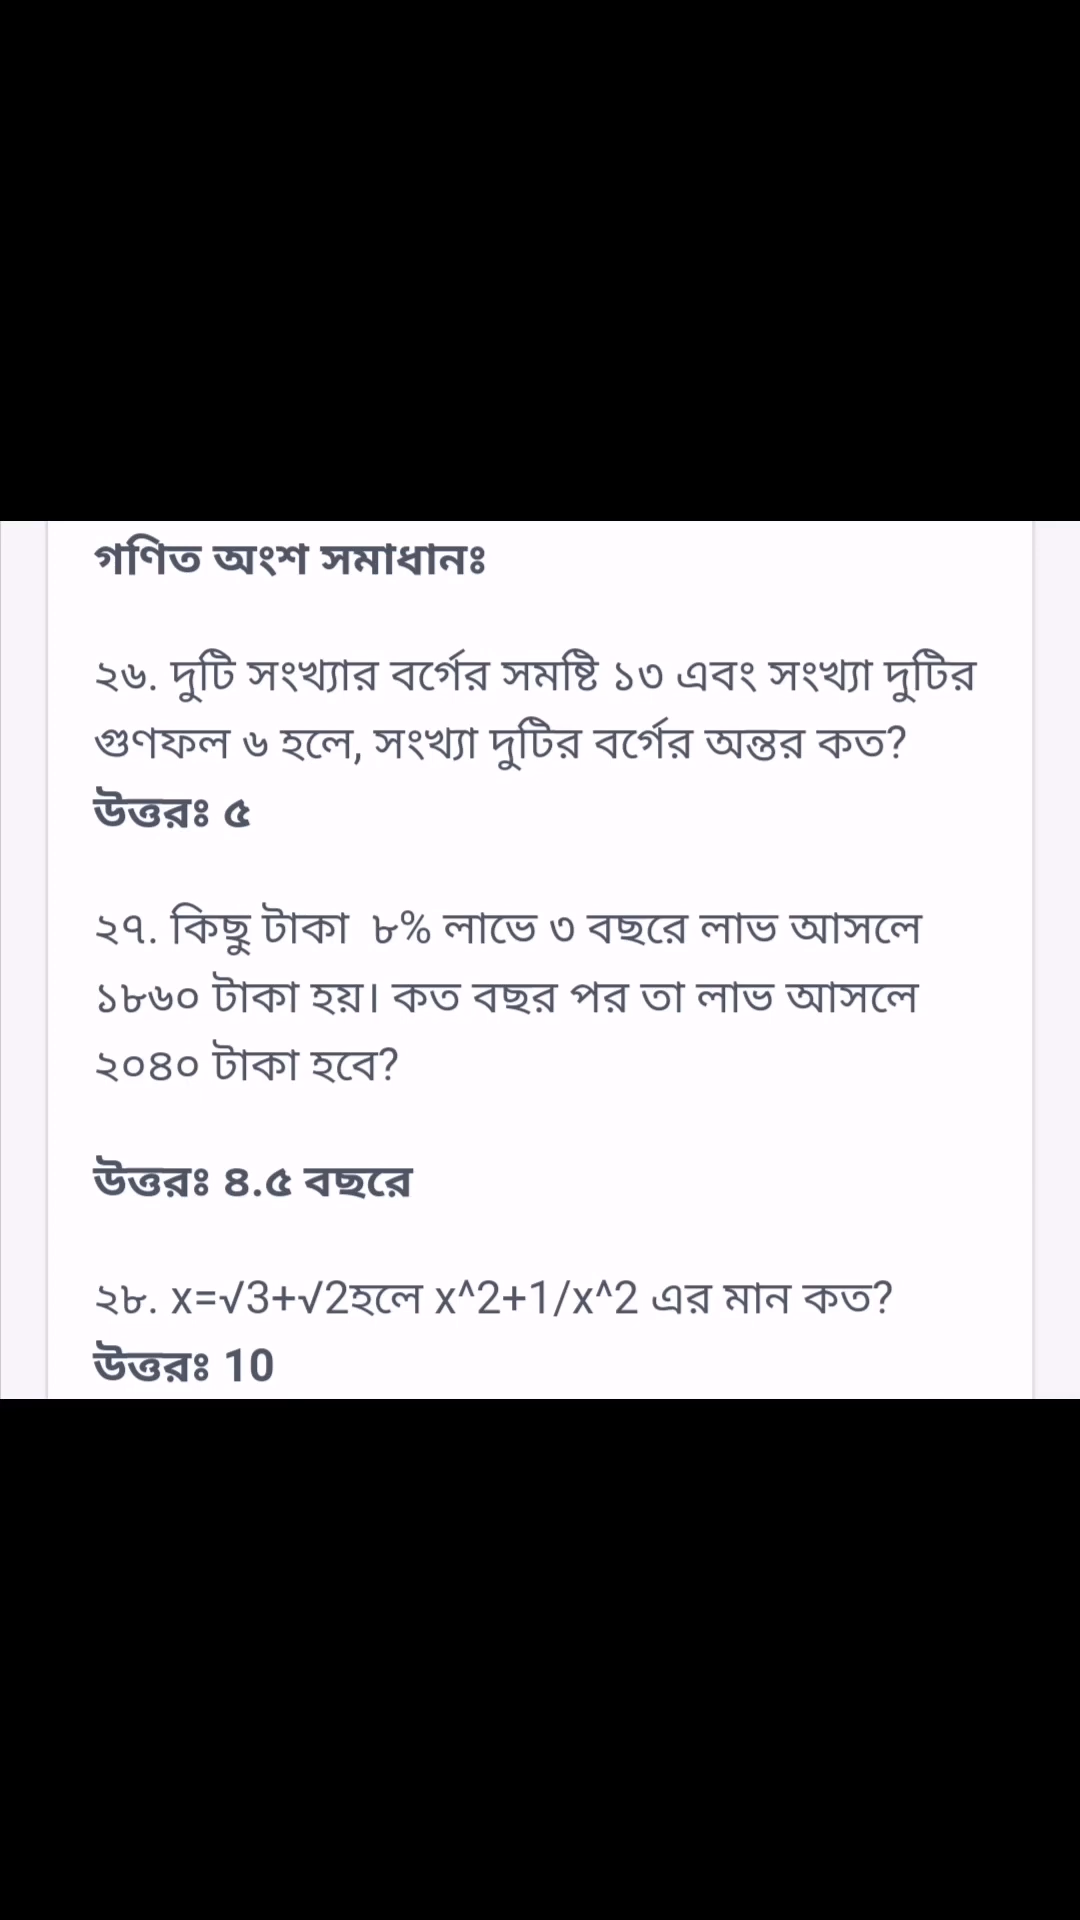 গণিত অংশ সমাধানঃ
২৬. দুটি সংখ্যার বর্গের সমষ্টি ১৩ এবং সংখ্যা দুটির
গুণফল ৬ হলে, সংখ্যা দুটির বর্গের অন্তর কত?
উত্তরঃ ৫
২৭. কিছু টাকা ৮% লাভে ৩ বছরে লাভ আসলে
১৮৬০ টাকা হয়। কত বছর পর তা লাভ আসলে
২০৪০ টাকা হবে?
উত্তরঃ ৪.৫ বছরে
২৮. x=√3+√2হলে x^2+1/x^2 এর মান কত?
উত্তরঃ 10